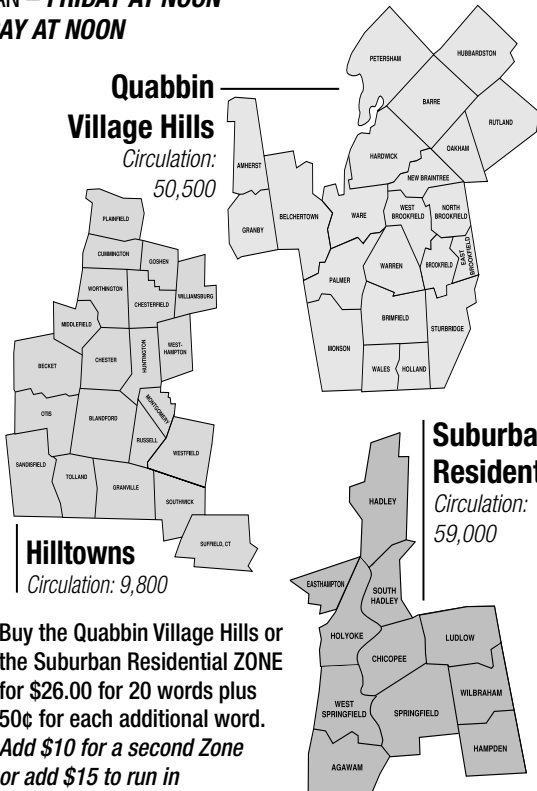 AN – FRIDAY AT NOON
DAY AT NOON
Quabbin
Village Hills
Circulation:
50,500
PETERSHAM
HUBBARDSTON
BARRE
RUTLAND
OAKHAM
HARDWICK
NEW BRAINTREE
AMHERST
GRANBY
BELCHERTOWN
WARE
WEST
BROOKFIELD
NORTH
BROOKFIELD
EAST
BROOKFIELD
BROOKFIELD
WARREN
PALMER
BRIMFIELD
STURBRIDGE
MONSON
WALES
HOLLAND
PLAINFIELD
CUMMINGTON
GOSHEN
WORTHINGTON
CHESTERFIELD
WILLIAMSBURG
MIDDLEFIELD
BECKET
CHESTER
HUNTINGTON
WEST-
HAMPTON
OTIS
BLANDFORD
MONTGOMERY
RUSSELL
WESTFIELD
SANDISFIELD
TOLLAND
GRANVILLE
SOUTHWICK
SUFFIELD, CT
Hilltowns
Circulation: 9,800
Suburba
Resident
Circulation:
59,000
HADLEY
EASTHAMPTON
SOUTH
HADLEY
HOLYOKE
LUDLOW
CHICOPEE
WEST
SPRINGFIELD
SPRINGFIELD
WILBRAHAM
HAMPDEN
AGAWAM
Buy the Quabbin Village Hills or
the Suburban Residential ZONE
for $26.00 for 20 words plus
50¢ for each additional word.
Add $10 for a second Zone
or add $15 to run in